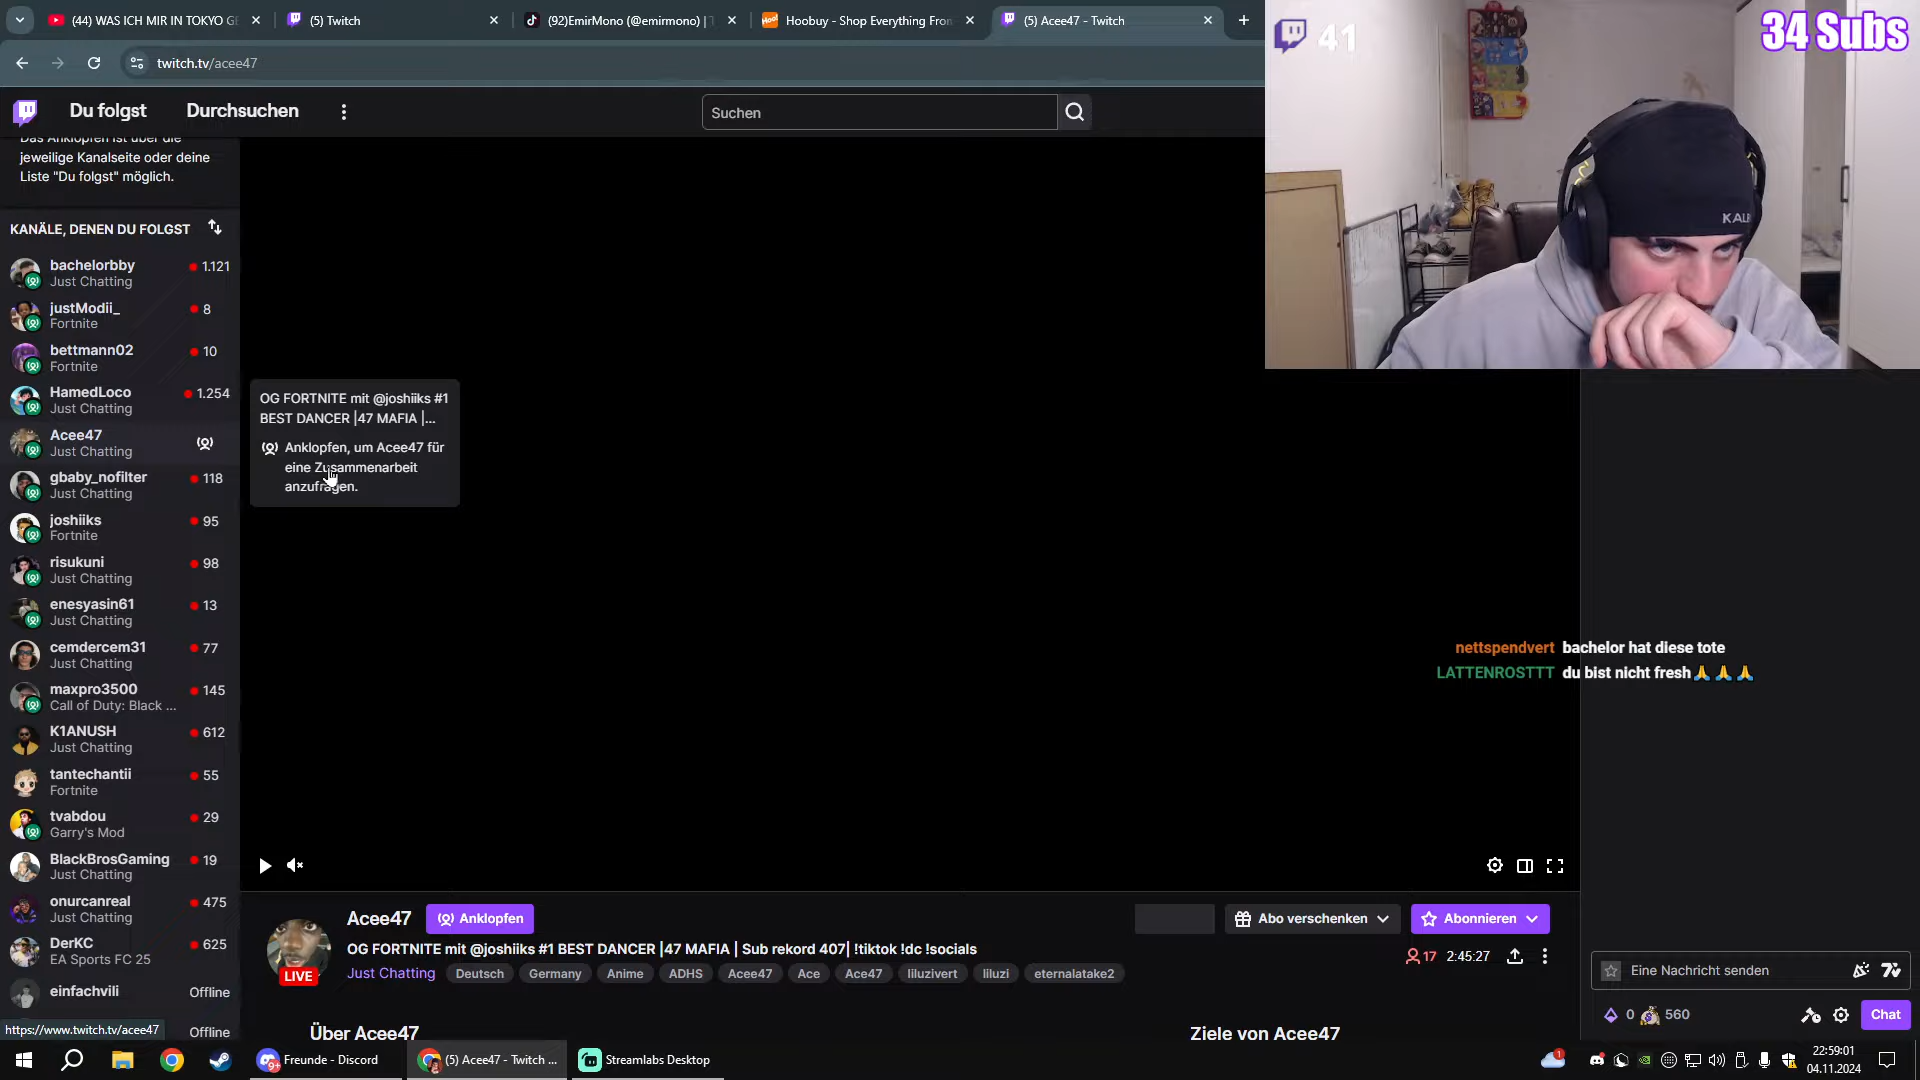 (44) WAS ICH MIR IN TOKYO GE
(5) Twitch
(92)EmirMono (@emirmono) | T
Hoobuy - Shop Everything From
(5) Acee47 - Twitch
twitch.tv/acee47
41
34 Subs
Du folgst
Durchsuchen
Suchen
Das Anklopfen ist über die
jeweilige Kanalseite oder deine
Liste "Du folgst" möglich.
KANÄLE, DENEN DU FOLGST
bachelorbby
1.121
Just Chatting
justModii_
8
Fortnite
bettmann02
10
Fortnite
HamedLoco
1.254
Just Chatting
Acee47
Just Chatting
gbaby_nofilter
118
Just Chatting
joshiiks
95
Fortnite
risukuni
98
Just Chatting
enesyasin61
13
Just Chatting
cemdercem31
77
Just Chatting
maxpro3500
145
Call of Duty: Black ...
K1ANUSH
612
Just Chatting
tantechantii
55
Fortnite
tvabdou
29
Garry's Mod
BlackBrosGaming
19
Just Chatting
onurcanreal
475
Just Chatting
DerKC
625
EA Sports FC 25
einfachvili
Offline
Offline
https://www.twitch.tv/acee47
OG FORTNITE mit @joshiiks #1
BEST DANCER |47 MAFIA |...
Anklopfen, um Acee47 für
eine Zusammenarbeit
anzufragen.
KALE
nettspendvert bachelor hat diese tote
LATTENROSTTT du bist nicht fresh🙏🙏🙏
Acee47
Anklopfen
Abo verschenken
Abonnieren
OG FORTNITE mit @joshiiks #1 BEST DANCER |47 MAFIA | Sub rekord 407| !tiktok !dc !socials
LIVE
Just Chatting
Deutsch
Germany
Anime
ADHS
Acee47
Ace
Ace47
liluzivert
liluzi
eternalatake2
17
2:45:27
Über Acee47
Ziele von Acee47
Eine Nachricht senden
0
560
Chat
9+
Freunde - Discord
(5) Acee47 - Twitch ...
Streamlabs Desktop
1
22:59:01
04.11.2024